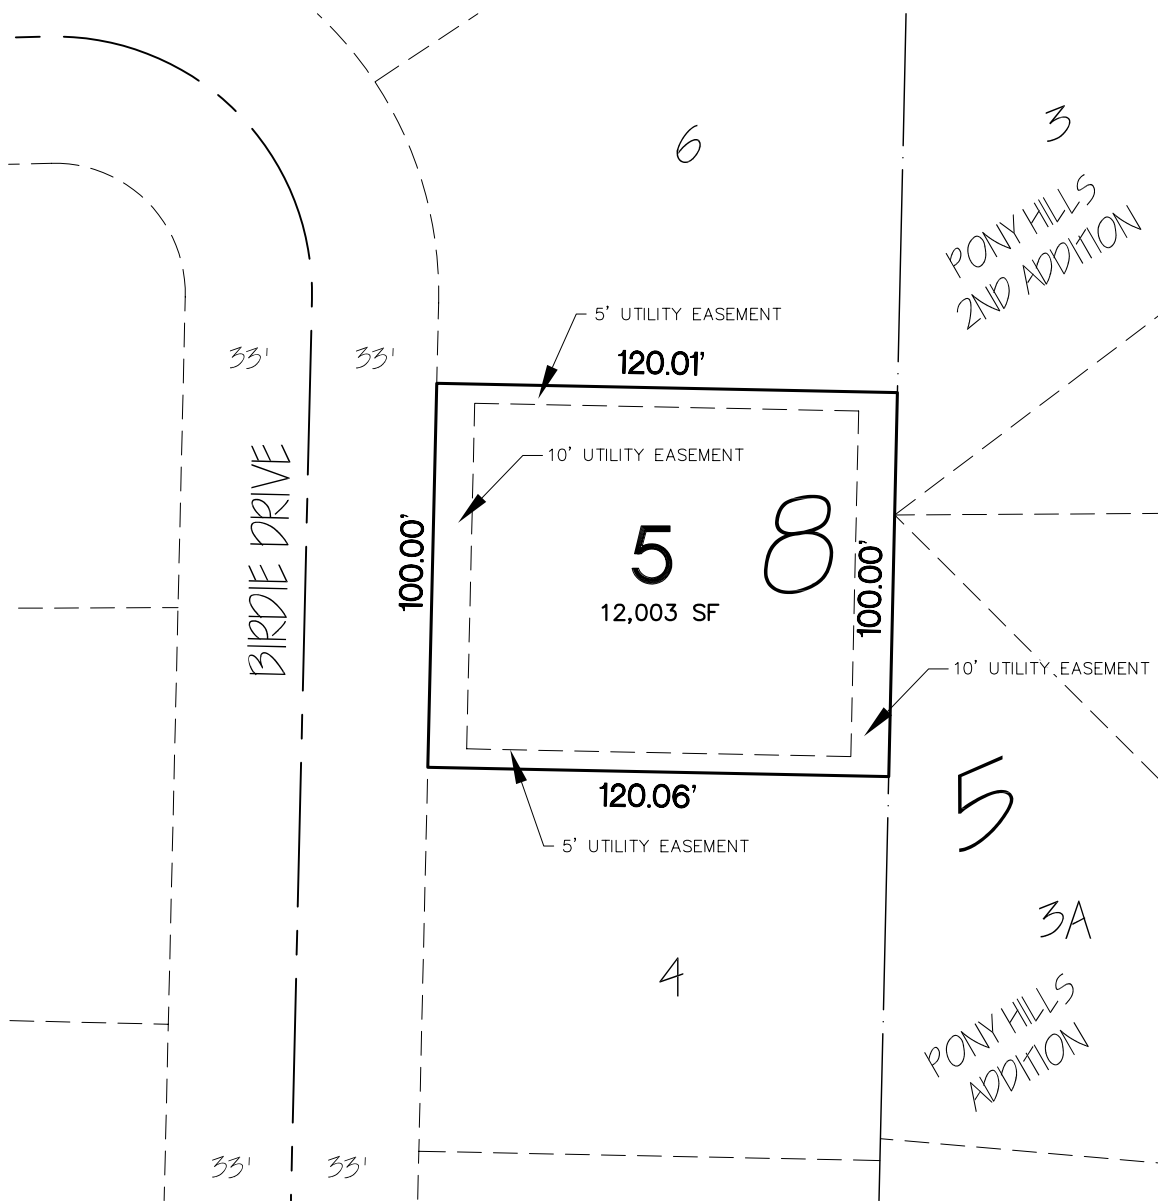 6
3
PONY HILLS
2ND ADDITION
5' UTILITY EASEMENT
33'
33'
120.01'
10' UTILITY EASEMENT
BIRDIE DRIVE
100.00'
5
8
12,003 SF
100.00'
10' UTILITY EASEMENT
120.06'
5' UTILITY EASEMENT
5
3A
4
PONY HILLS
ADDITION
33'
33'